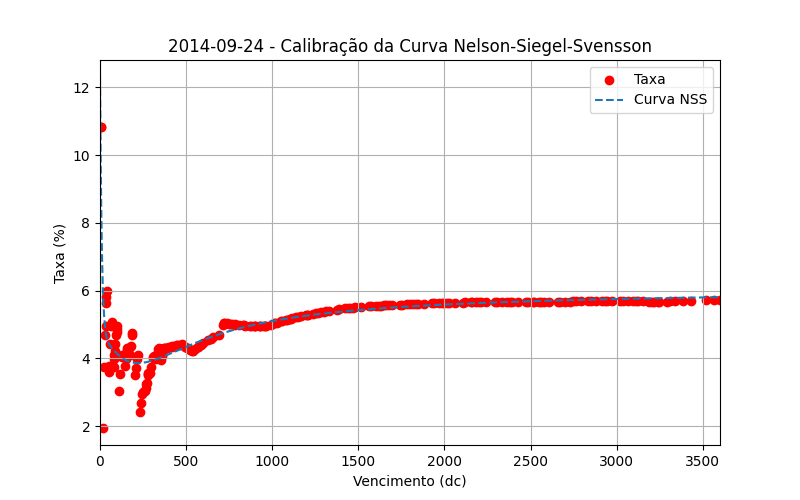 2014-09-24 - Calibração da Curva Nelson-Siegel-Svensson
Taxa
Curva NSS
Taxa (%)
12
10
8
6
4
2
0 500 1000 1500 2000 2500 3000 3500
Vencimento (dc)